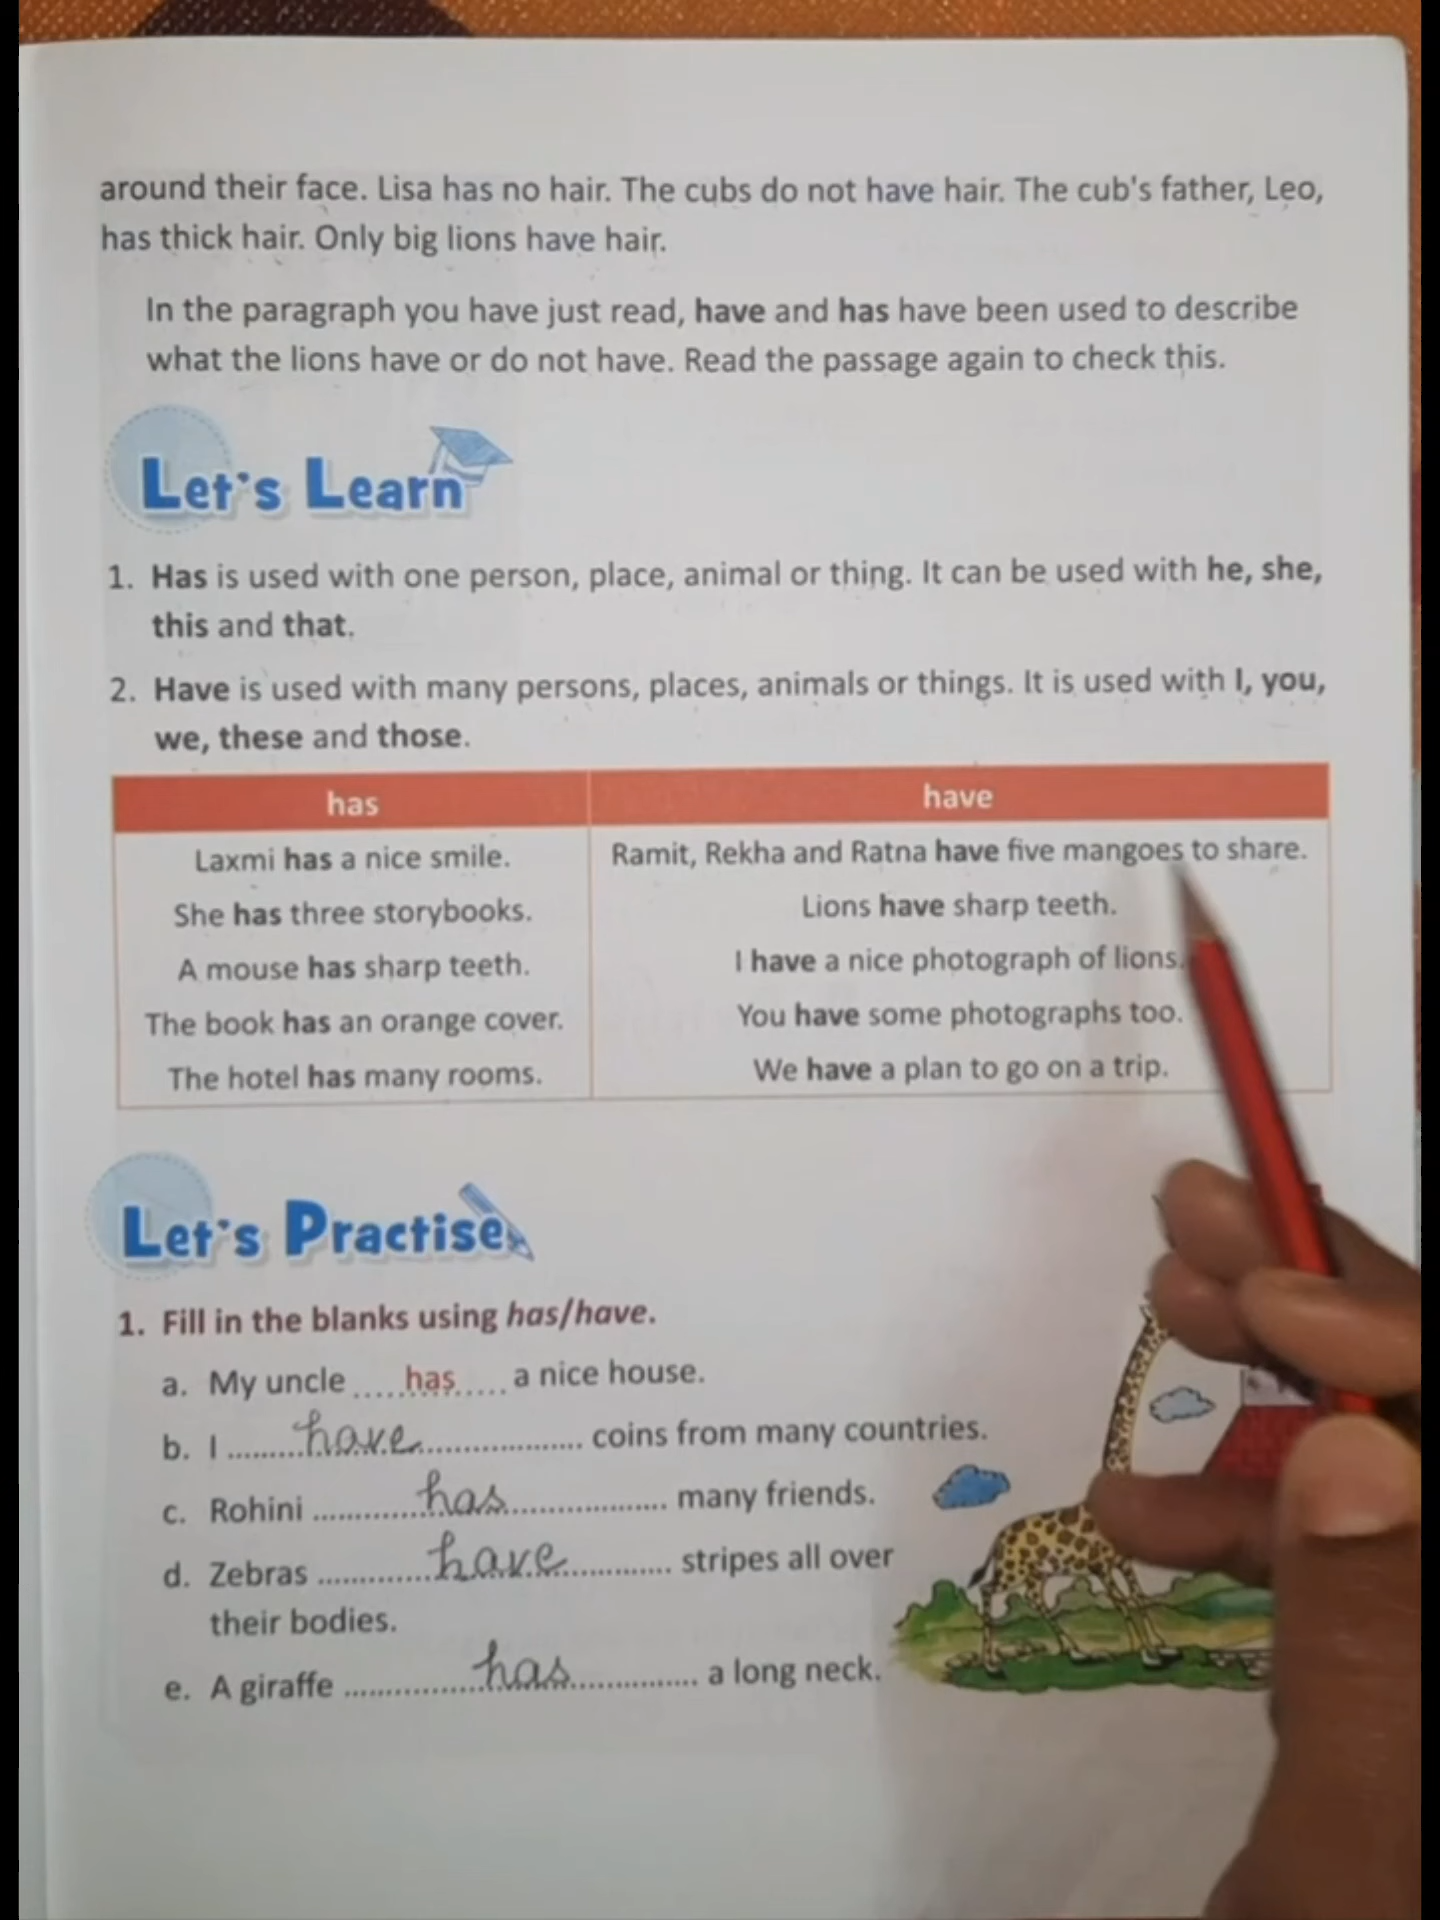 around their face. Lisa has no hair. The cubs do not have hair. The cub's father, Leo,
has thick hair. Only big lions have hair.
In the paragraph you have just read, have and has have been used to describe
what the lions have or do not have. Read the passage again to check this.
Let's Learn
1. Has is used with one person, place, animal or thing. It can be used with he, she,
this and that.
2. Have is used with many persons, places, animals or things. It is used with I, you,
we, these and those.
has have
Laxmi has a nice smile. Ramit, Rekha and Ratna have five mangoes to share.
She has three storybooks. Lions have sharp teeth.
A mouse has sharp teeth. I have a nice photograph of lions.
The book has an orange cover. You have some photographs too.
The hotel has many rooms. We have a plan to go on a trip.
Let's Practise
1. Fill in the blanks using has/have.
a. My uncle ....has..... a nice house.
b. I .........have................... coins from many countries.
c. Rohini ............has................... many friends.
d. Zebras ............have............. stripes all over
their bodies.
e. A giraffe ..............has............... a long neck.